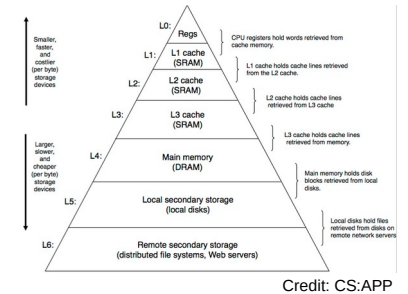 Smaller,
faster,
and
costlier
(per byte)
storage
devices
Larger,
slower,
and
cheaper
(per byte)
storage
devices
L0:
Regs
L1:
L1 cache
(SRAM)
L2:
L2 cache
(SRAM)
L3:
L3 cache
(SRAM)
L4:
Main memory
(DRAM)
L5:
Local secondary storage
(local disks)
L6:
Remote secondary storage
(distributed file systems, Web servers)
CPU registers hold words retrieved from
cache memory.
L1 cache holds cache lines retrieved
from the L2 cache.
L2 cache holds cache lines
retrieved from L3 cache
L3 cache holds cache lines
retrieved from memory.
Main memory holds disk
blocks retrieved from local
disks.
Local disks hold files
retrieved from disks on
remote network servers
Credit: CS:APP